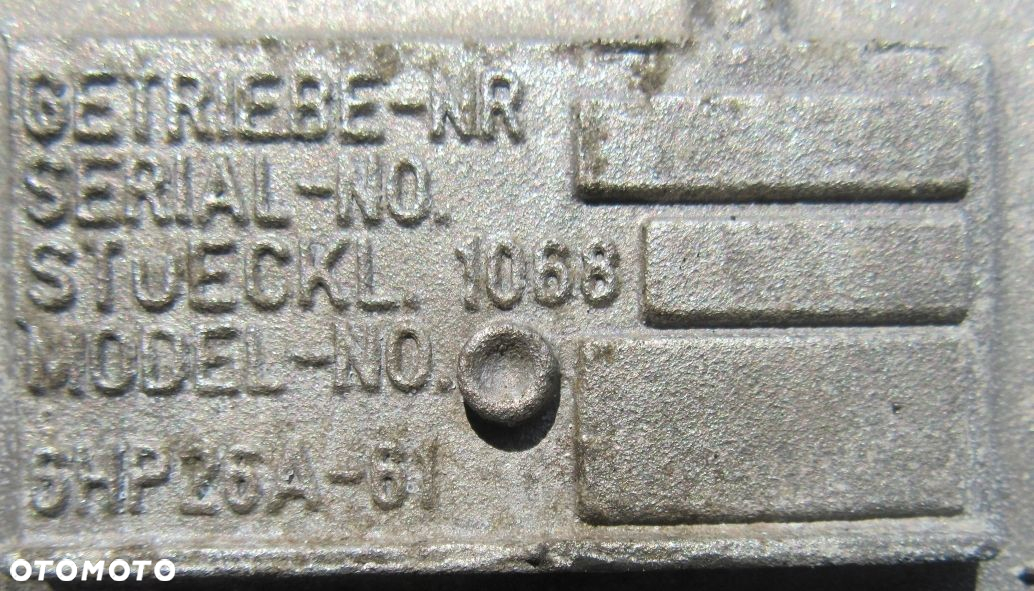 GETRIEBE-NR
SERIAL-NO.
STUECKL. 1068
MODEL-NO.
6HP26A-61
OTOMOTO